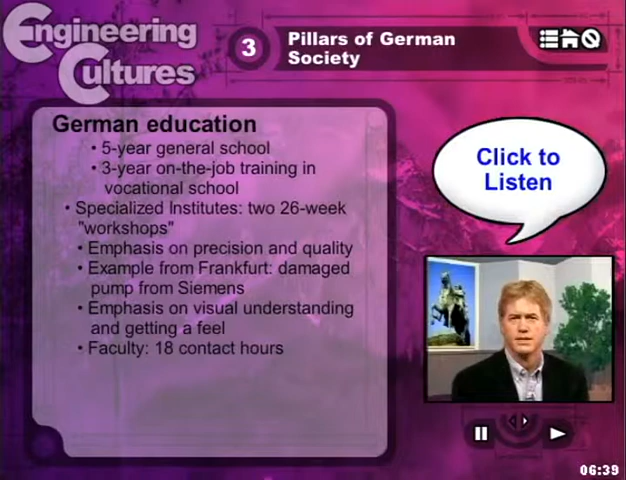 Engineering
Cultures
3
Pillars of German
Society
German education
• 5-year general school
• 3-year on-the-job training in
vocational school
• Specialized Institutes: two 26-week
"workshops"
• Emphasis on precision and quality
• Example from Frankfurt: damaged
pump from Siemens
• Emphasis on visual understanding
and getting a feel
• Faculty: 18 contact hours
Click to
Listen
06:39